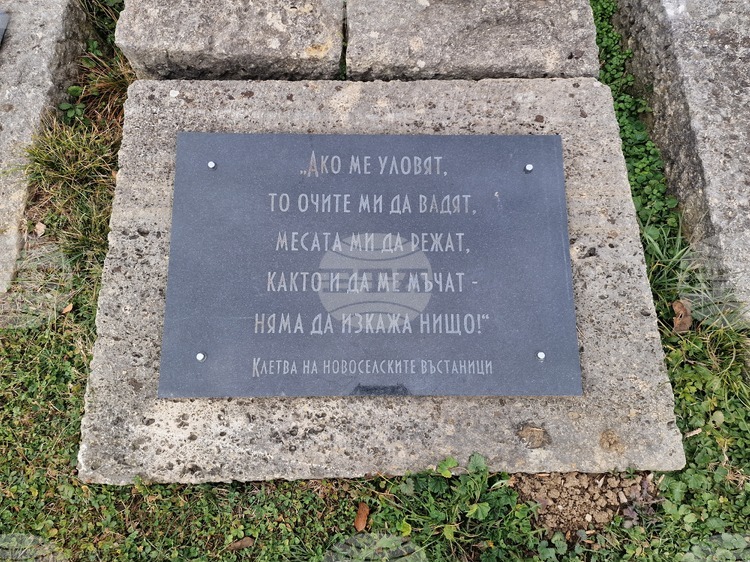 „Ако ме уловят,
то очите ми да вадят,
месата ми да режат,
както и да ме мъчат -
няма да изкажа нищо!“
Клетва на новоселските въстаници